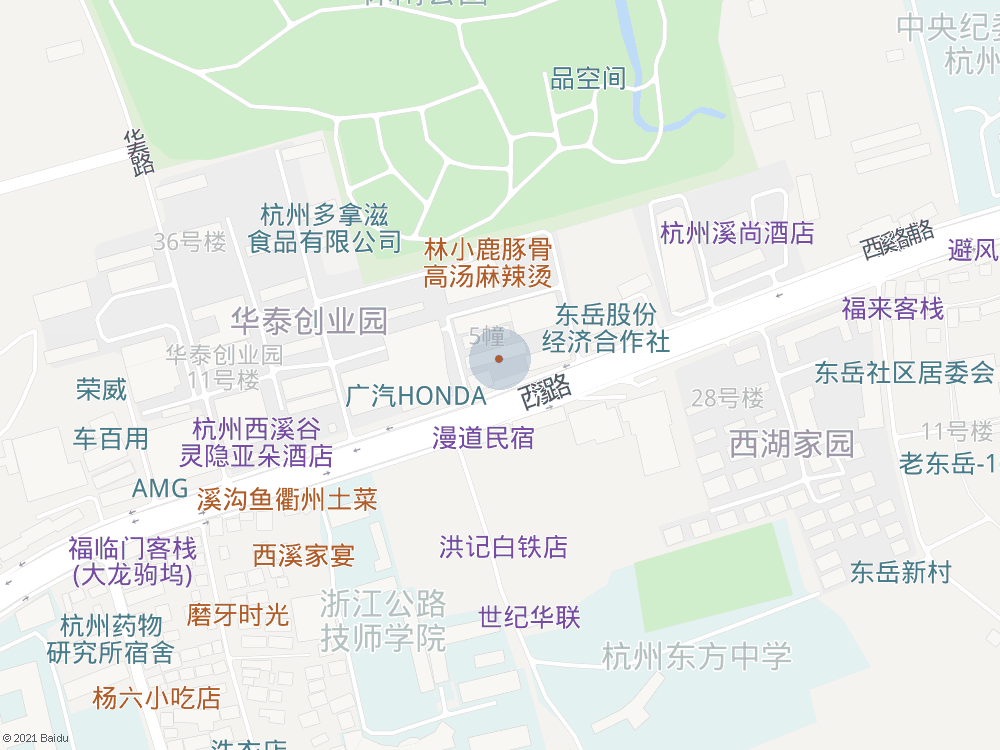 中央纪委
杭州
品空间
华泰路
杭州多拿滋
食品有限公司
36号楼
林小鹿豚骨
高汤麻辣烫
杭州溪尚酒店
西溪路
避风
福来客栈
华泰创业园
5幢
东岳股份
经济合作社
华泰创业园
11号楼
荣威
广汽HONDA
西溪路
28号楼
东岳社区居委会
车百用
杭州西溪谷
灵隐亚朵酒店
漫道民宿
西湖家园
11号楼
老东岳-1
AMG
溪沟鱼衢州土菜
福临门客栈
(大龙驹坞)
西溪家宴
洪记白铁店
东岳新村
浙江公路
技师学院
磨牙时光
世纪华联
杭州药物
研究所宿舍
杭州东方中学
杨六小吃店
洗衣店
© 2021 Baidu